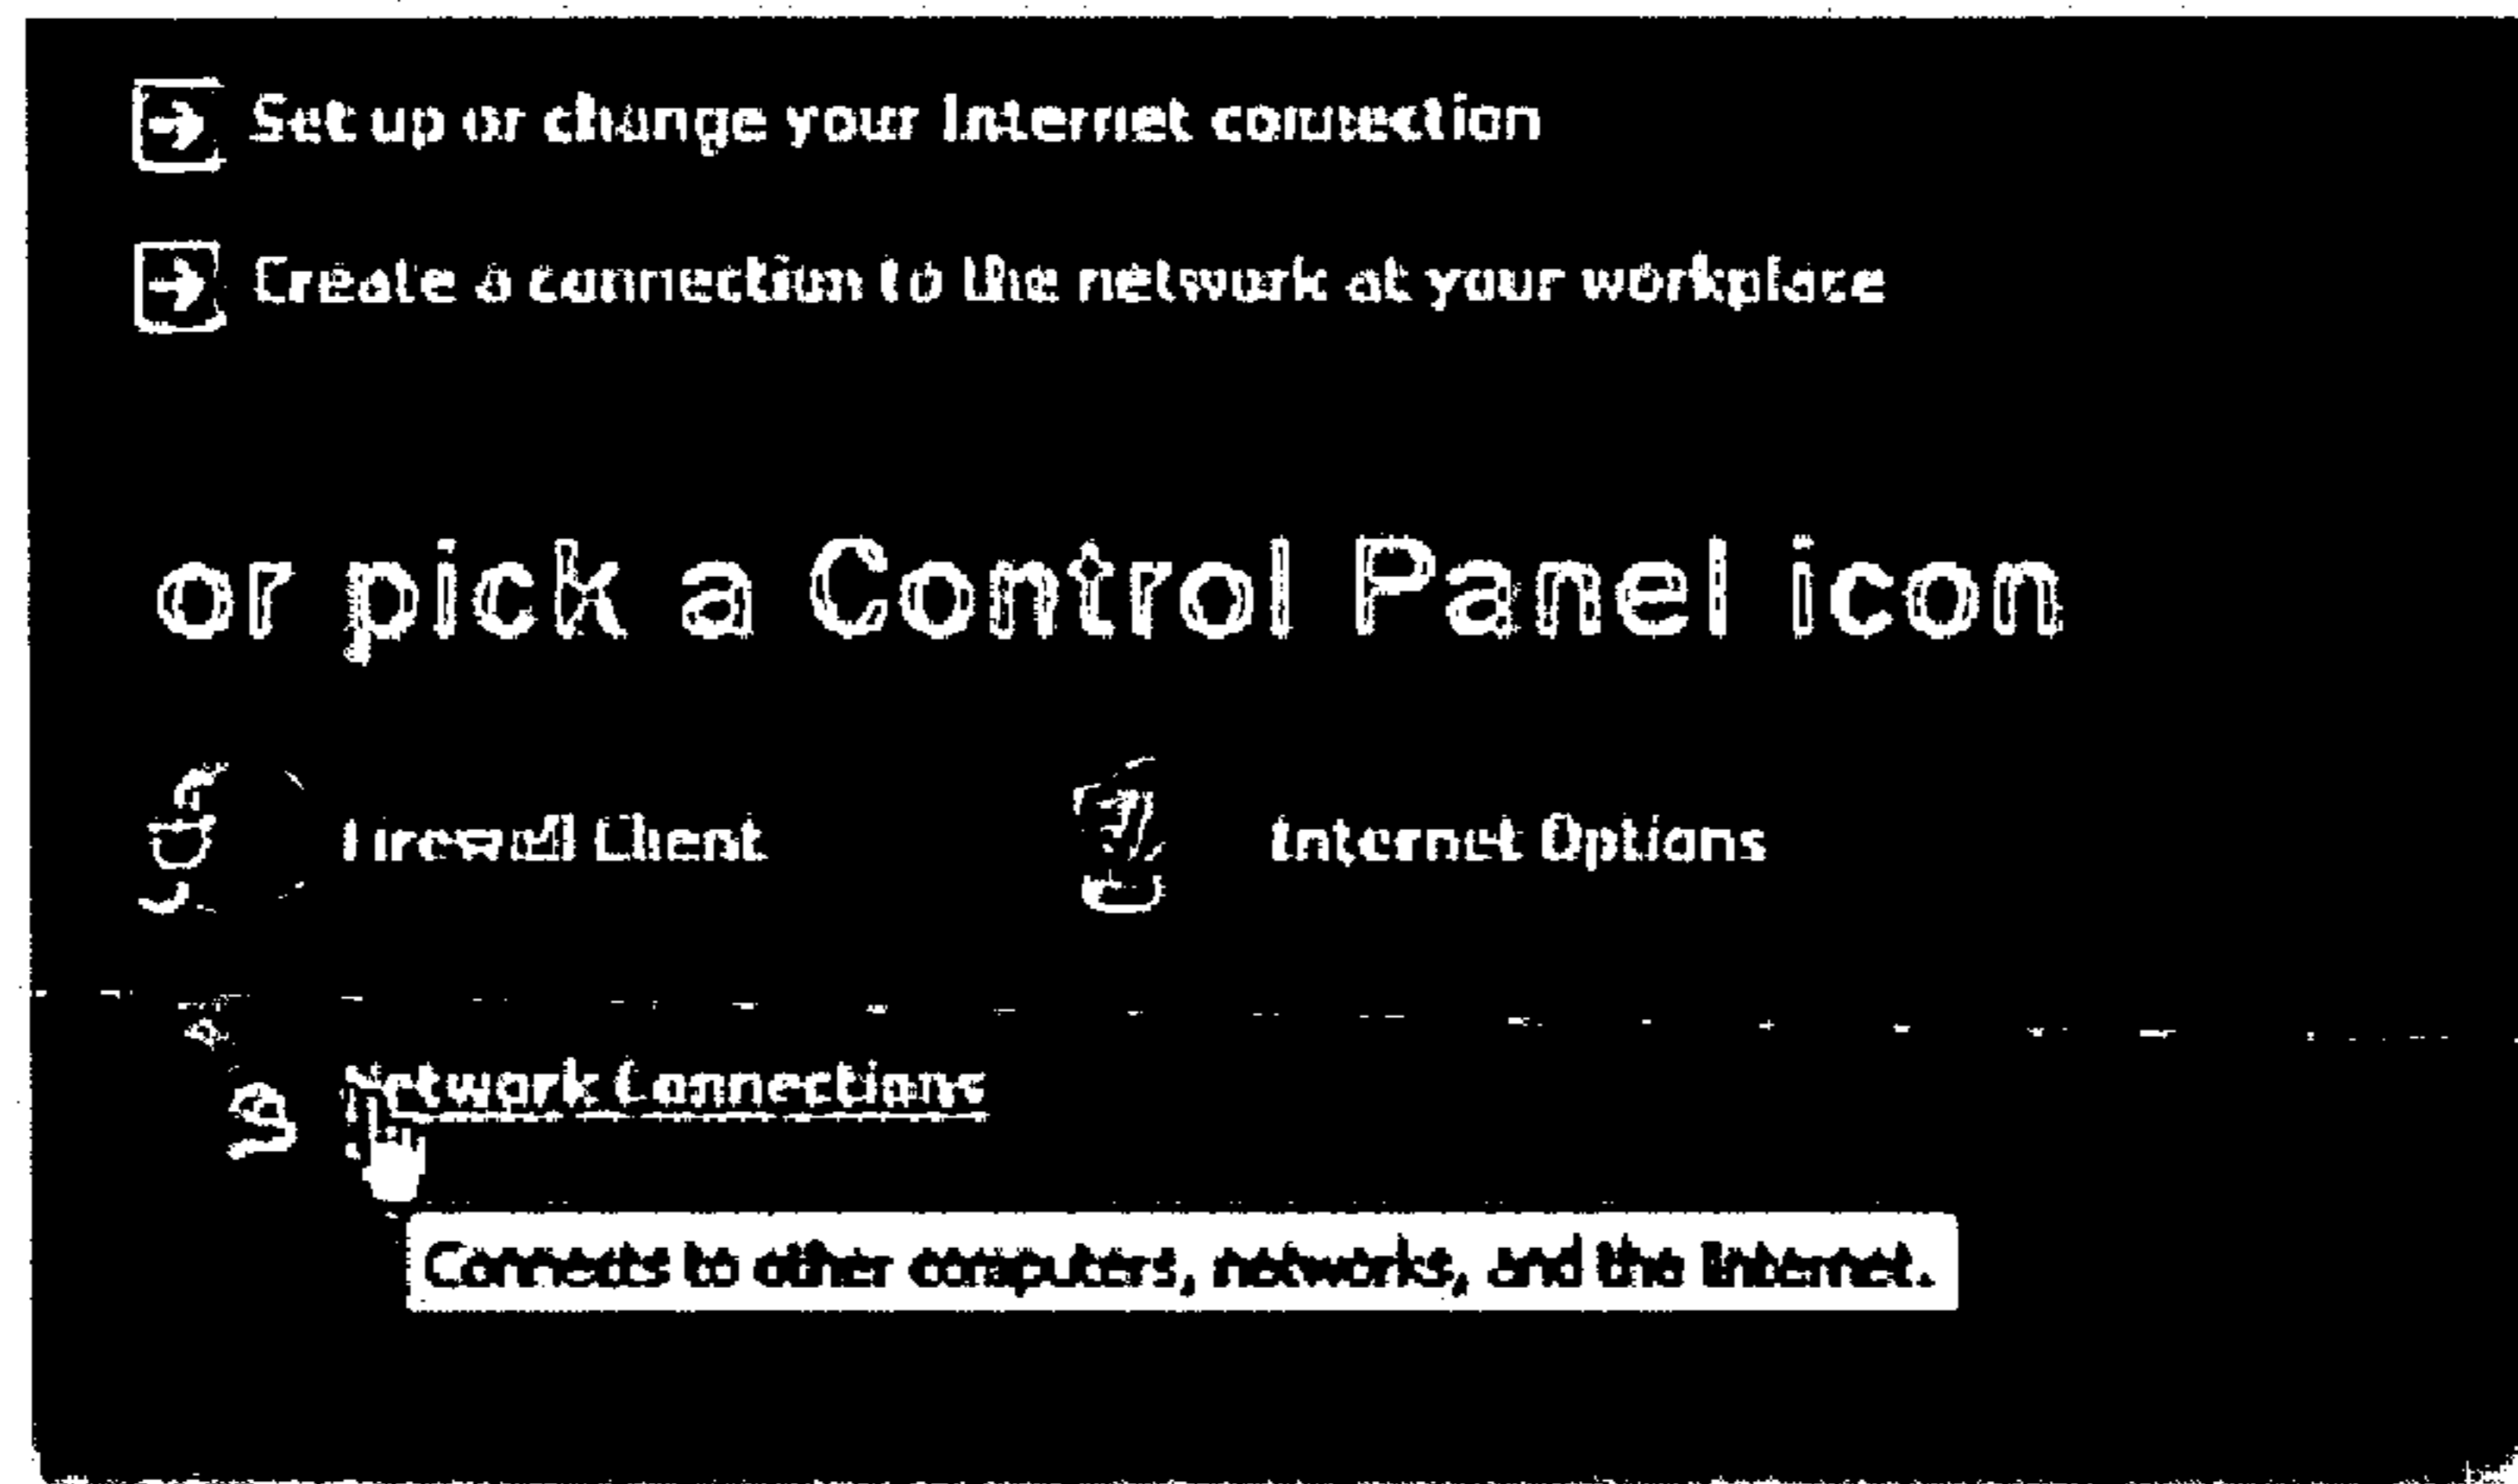 Set up or change your Internet connection
Create a connection to the network at your workplace
or pick a Control Panel icon
Firewall Client
Internet Options
Network Connections
Connects to other computers, networks, and the Internet.